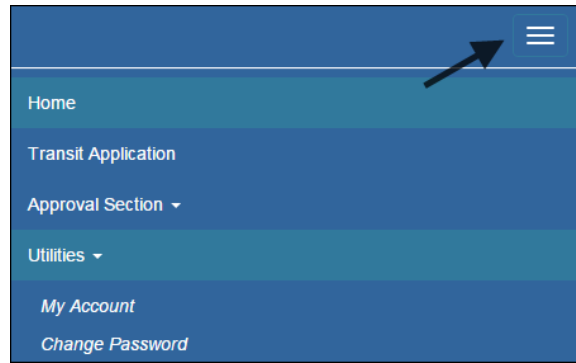 Home
Transit Application
Approval Section
Utilities
My Account
Change Password